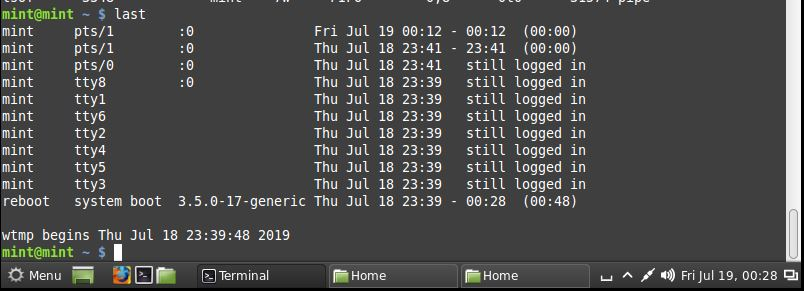 mint@mint ~ $ last
mint     pts/1        :0               Fri Jul 19 00:12 - 00:12  (00:00)
mint     pts/1        :0               Thu Jul 18 23:41 - 23:41  (00:00)
mint     pts/0        :0               Thu Jul 18 23:41   still logged in
mint     tty8         :0               Thu Jul 18 23:39   still logged in
mint     tty1                          Thu Jul 18 23:39   still logged in
mint     tty6                          Thu Jul 18 23:39   still logged in
mint     tty2                          Thu Jul 18 23:39   still logged in
mint     tty4                          Thu Jul 18 23:39   still logged in
mint     tty5                          Thu Jul 18 23:39   still logged in
mint     tty3                          Thu Jul 18 23:39   still logged in
reboot   system boot  3.5.0-17-generic Thu Jul 18 23:39 - 00:28  (00:48)
wtmp begins Thu Jul 18 23:39:48 2019
mint@mint ~ $
Menu Terminal Home Home Fri Jul 19, 00:28